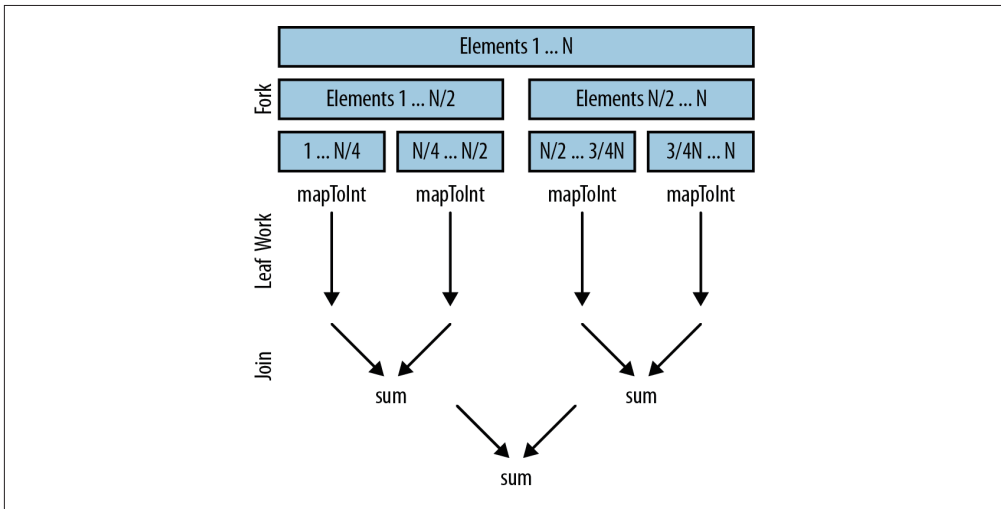 Elements 1 ... N
Fork
Elements 1 ... N/2
Elements N/2 ... N
1 ... N/4
N/4 ... N/2
N/2 ... 3/4N
3/4N ... N
mapToInt
mapToInt
mapToInt
mapToInt
Leaf Work
Join
sum
sum
sum